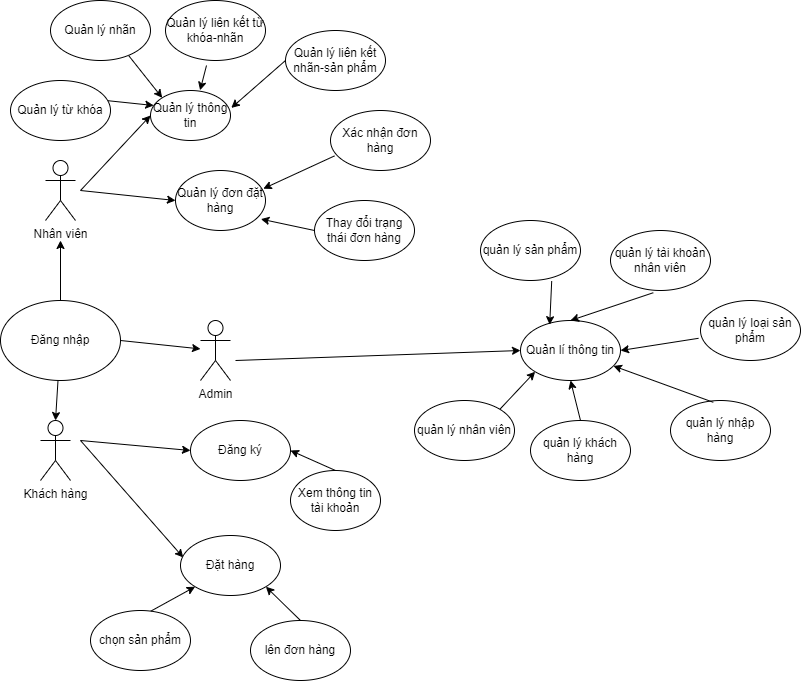 Quản lý nhãn
Quản lý liên kết từ
khóa-nhãn
Quản lý liên kết
nhãn-sản phẩm
Quản lý từ khóa
Quản lý thông
tin
Xác nhận đơn
hàng
Quản lý đơn đặt
hàng
Thay đổi trạng
thái đơn hàng
Nhân viên
quản lý sản phẩm
quản lý tài khoản
nhân viên
Đăng nhập
Admin
Quản lí thông tin
quản lý loại sản
phẩm
quản lý nhân viên
quản lý khách
hàng
quản lý nhập
hàng
Khách hàng
Đăng ký
Xem thông tin
tài khoản
Đặt hàng
chọn sản phẩm
lên đơn hàng